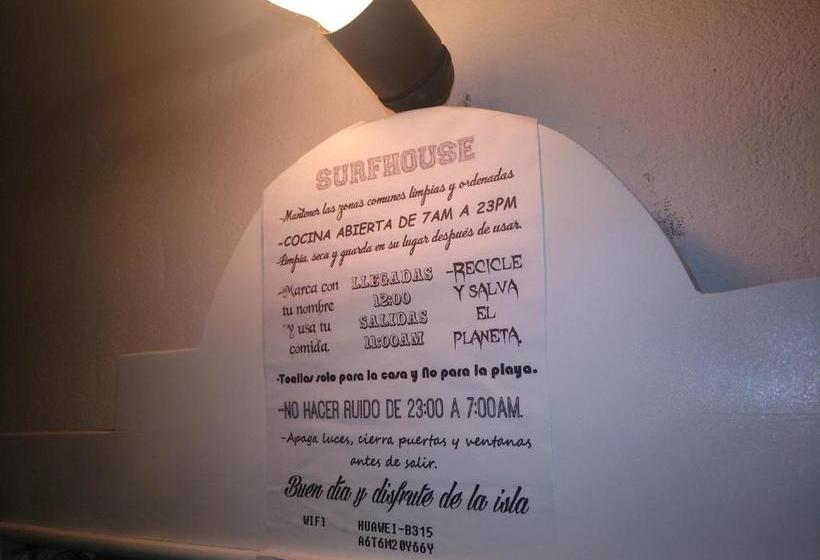 SURFHOUSE
-Mantener las zonas comunes limpias y ordenadas
-COCINA ABIERTA DE 7AM A 23PM
-Limpia, seca y guarda en su lugar después de usar.
-Marca con
tu nombre
y usa tu
comida.
LLEGADAS
12:00
SALIDAS
11:00AM
-RECICLE
Y SALVA
EL
PLANETA.
-Toallas solo para la casa y No para la playa.
-NO HACER RUIDO DE 23:00 A 7:00AM.
-Apaga luces, cierra puertas y ventanas
antes de salir.
Buen día y disfrute de la isla
WIFI HUAWEI-B315
A6T6M20Y66Y